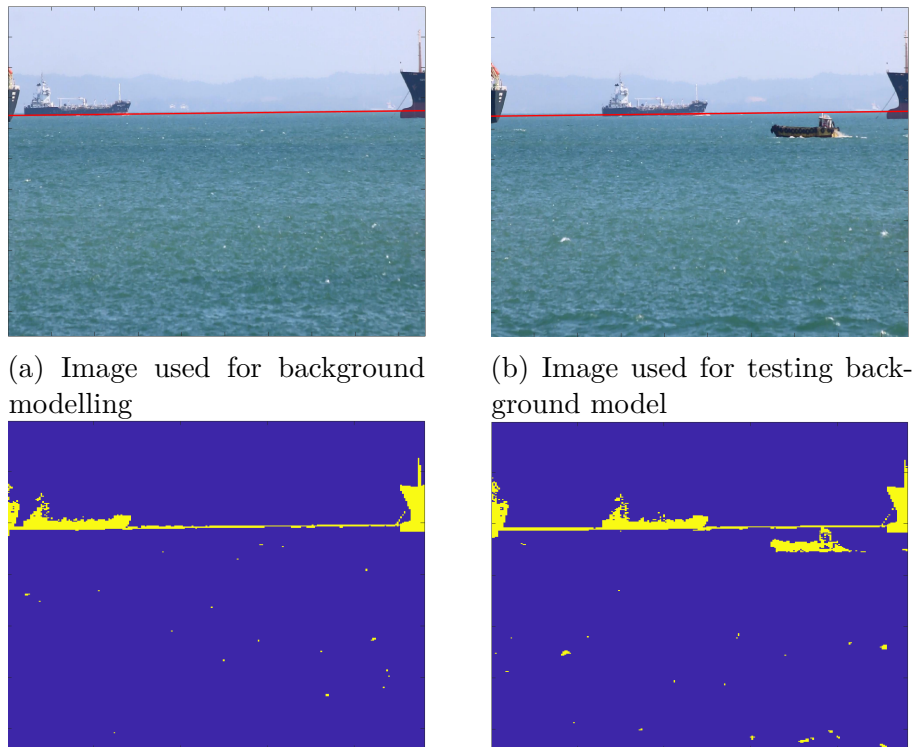 (a) Image used for background
modelling
(b) Image used for testing back-
ground model